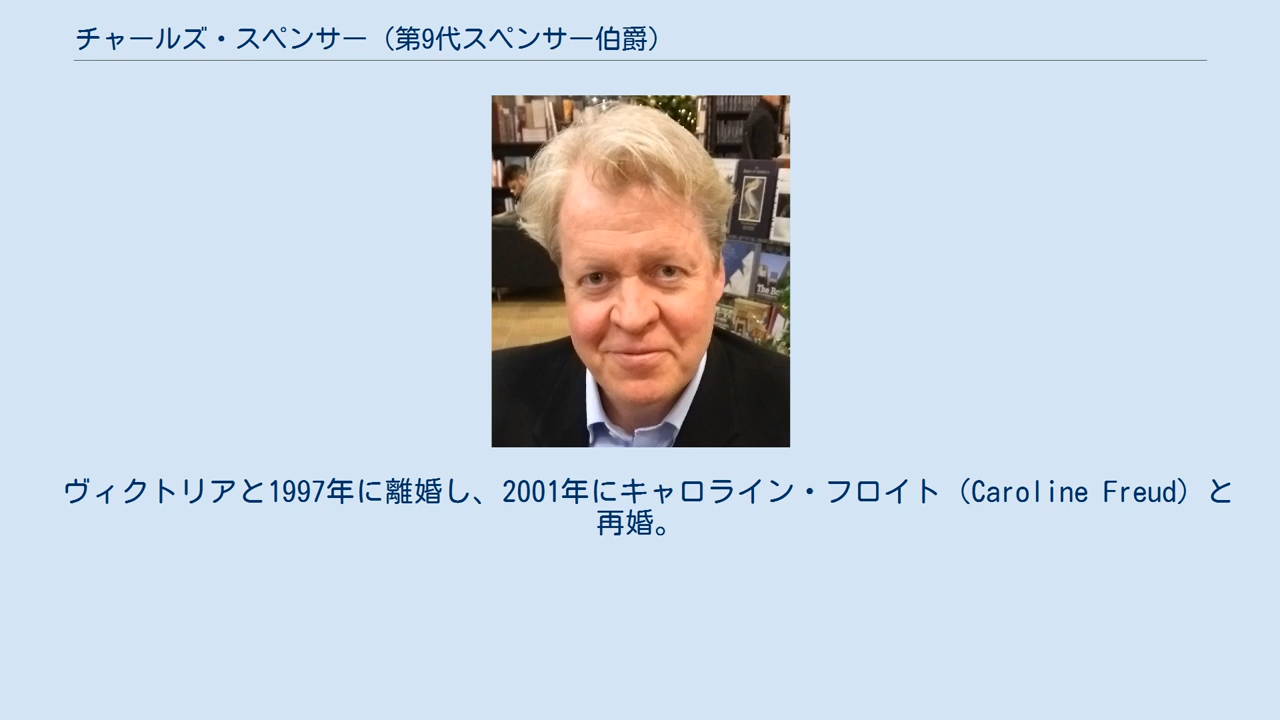 チャールズ・スペンサー（第9代スペンサー伯爵）
The Bo
ヴィクトリアと1997年に離婚し、2001年にキャロライン・フロイト（Caroline Freud）と
再婚。